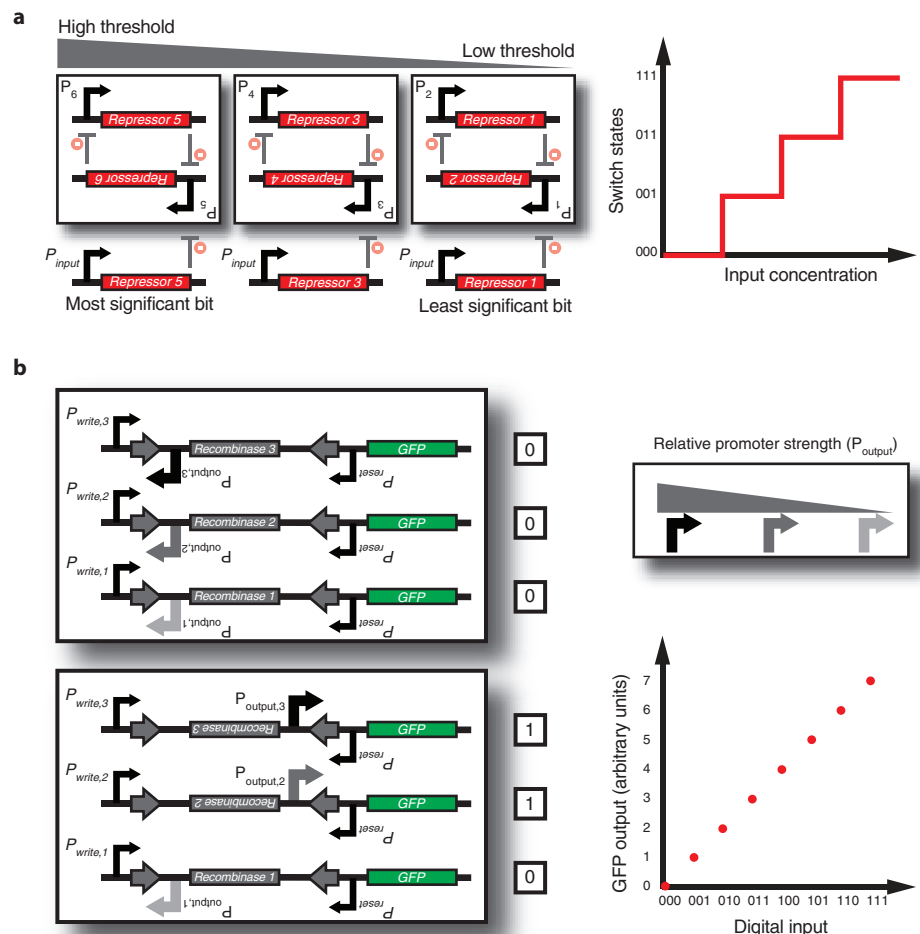 a
High threshold
Low threshold
P6
Repressor 5
P4
Repressor 3
P2
Repressor 1
Repressor 6
P5
Repressor 4
P3
Repressor 2
P1
Pinput
Repressor 5
Pinput
Repressor 3
Pinput
Repressor 1
Most significant bit
Least significant bit
Switch states
111
011
001
000
Input concentration
b
Pwrite,3
Recombinase 3
GFP
0
Poutput,3
Preset
Pwrite,2
Recombinase 2
GFP
0
Poutput,2
Preset
Pwrite,1
Recombinase 1
GFP
0
Poutput,1
Preset
Relative promoter strength (Poutput)
Pwrite,3
Poutput,3
Recombinase 3
GFP
1
Preset
Pwrite,2
Poutput,2
Recombinase 2
GFP
1
Preset
Pwrite,1
Recombinase 1
GFP
0
Poutput,1
Preset
GFP output (arbitrary units)
7
6
5
4
3
2
1
0
000 001 010 011 100 101 110 111
Digital input